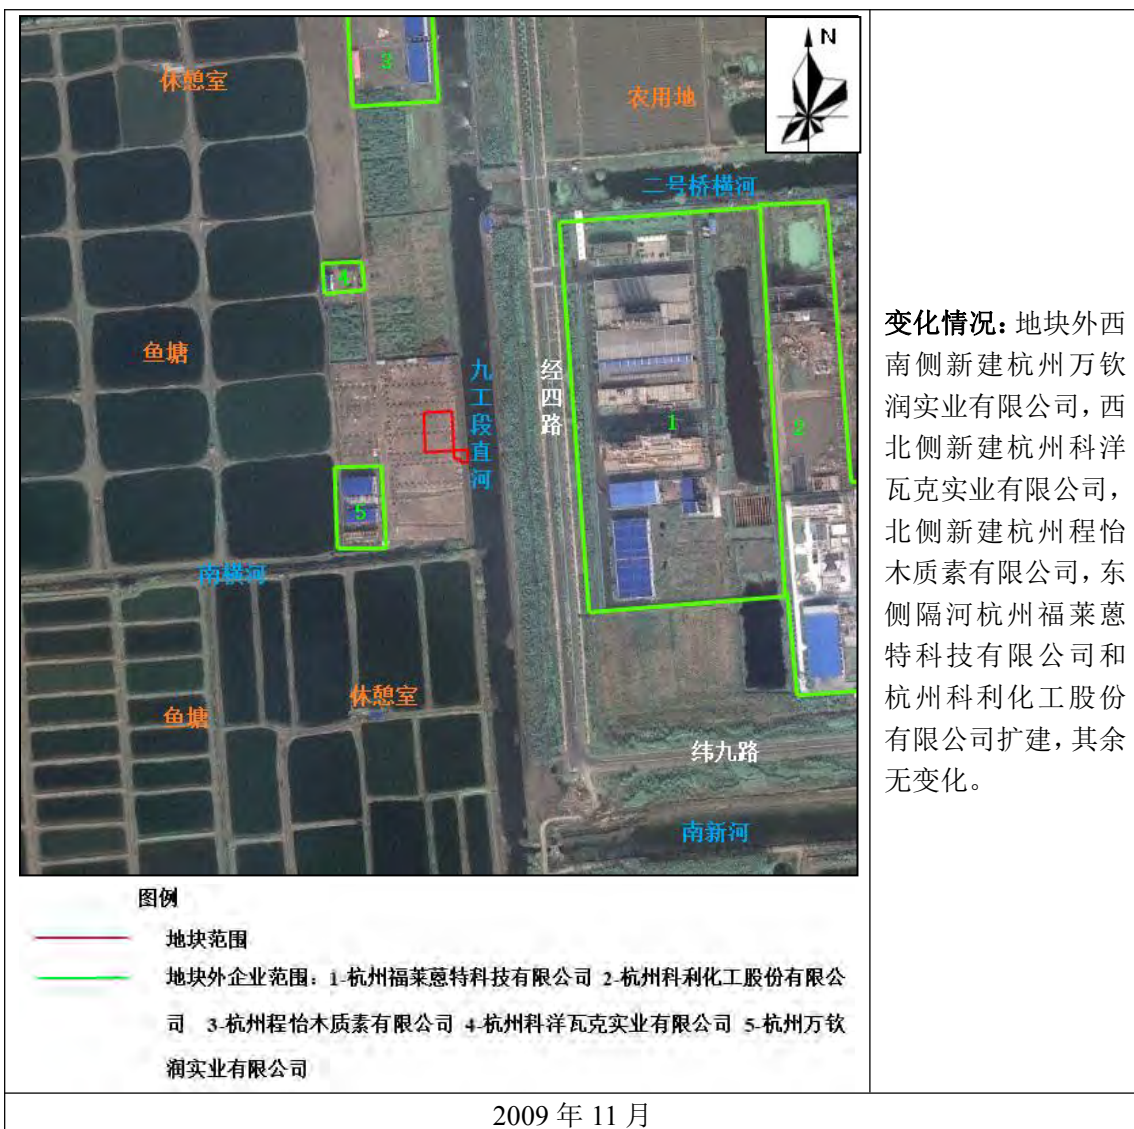 N
3
休憩室
农用地
二号桥横河
4
鱼塘
九工段直河
经四路
1
2
5
南横河
休憩室
鱼塘
纬九路
南新河
变化情况：地块外西
南侧新建杭州万钦
润实业有限公司，西
北侧新建杭州科洋
瓦克实业有限公司，
北侧新建杭州程怡
木质素有限公司，东
侧隔河杭州福莱蒽
特科技有限公司和
杭州科利化工股份
有限公司扩建，其余
无变化。
图例
地块范围
地块外企业范围：1-杭州福莱蒽特科技有限公司 2-杭州科利化工股份有限公
司 3-杭州程怡木质素有限公司 4-杭州科洋瓦克实业有限公司 5-杭州万钦
润实业有限公司
2009 年 11 月